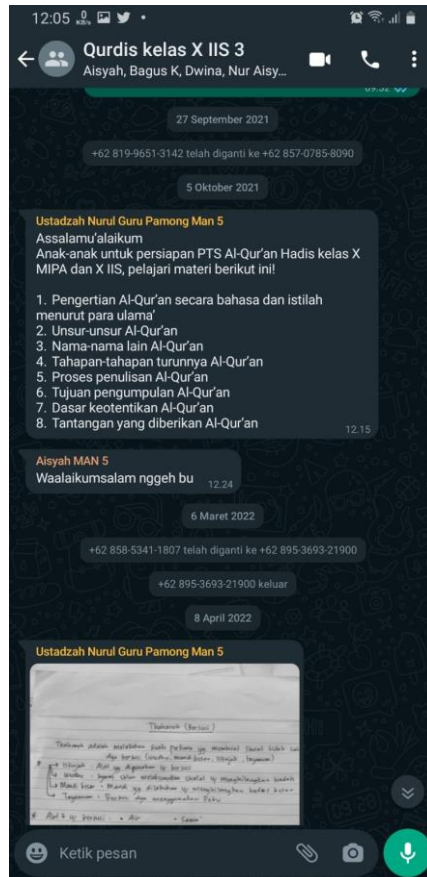 12:05
Qurdis kelas X IIS 3
Aisyah, Bagus K, Dwina, Nur Aisy...
27 September 2021
+62 819-9651-3142 telah diganti ke +62 857-0785-8090
5 Oktober 2021
Ustadzah Nurul Guru Pamong Man 5
Assalamu'alaikum
Anak-anak untuk persiapan PTS Al-Qur'an Hadis kelas X
MIPA dan X IIS, pelajari materi berikut ini!
1. Pengertian Al-Qur'an secara bahasa dan istilah
menurut para ulama'
2. Unsur-unsur Al-Qur'an
3. Nama-nama lain Al-Qur'an
4. Tahapan-tahapan turunnya Al-Qur'an
5. Proses penulisan Al-Qur'an
6. Tujuan pengumpulan Al-Qur'an
7. Dasar keotentikan Al-Qur'an
8. Tantangan yang diberikan Al-Qur'an
12.15
Aisyah MAN 5
Waalaikumsalam nggeh bu
12.24
6 Maret 2022
+62 858-5341-1807 telah diganti ke +62 895-3693-21900
+62 895-3693-21900 keluar
8 April 2022
Ustadzah Nurul Guru Pamong Man 5
Thaharah (Bersuci)
Thaharah adalah melakukan
Ketik pesan